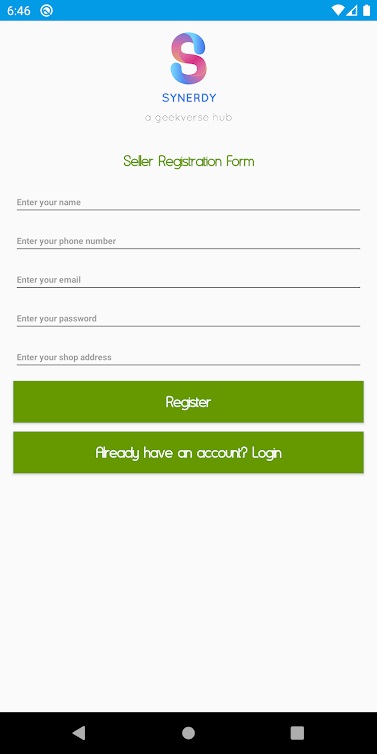 6:46
SYNERDY
a geekverse hub
Seller Registration Form
Enter your name
Enter your phone number
Enter your email
Enter your password
Enter your shop address
Register
Already have an account? Login